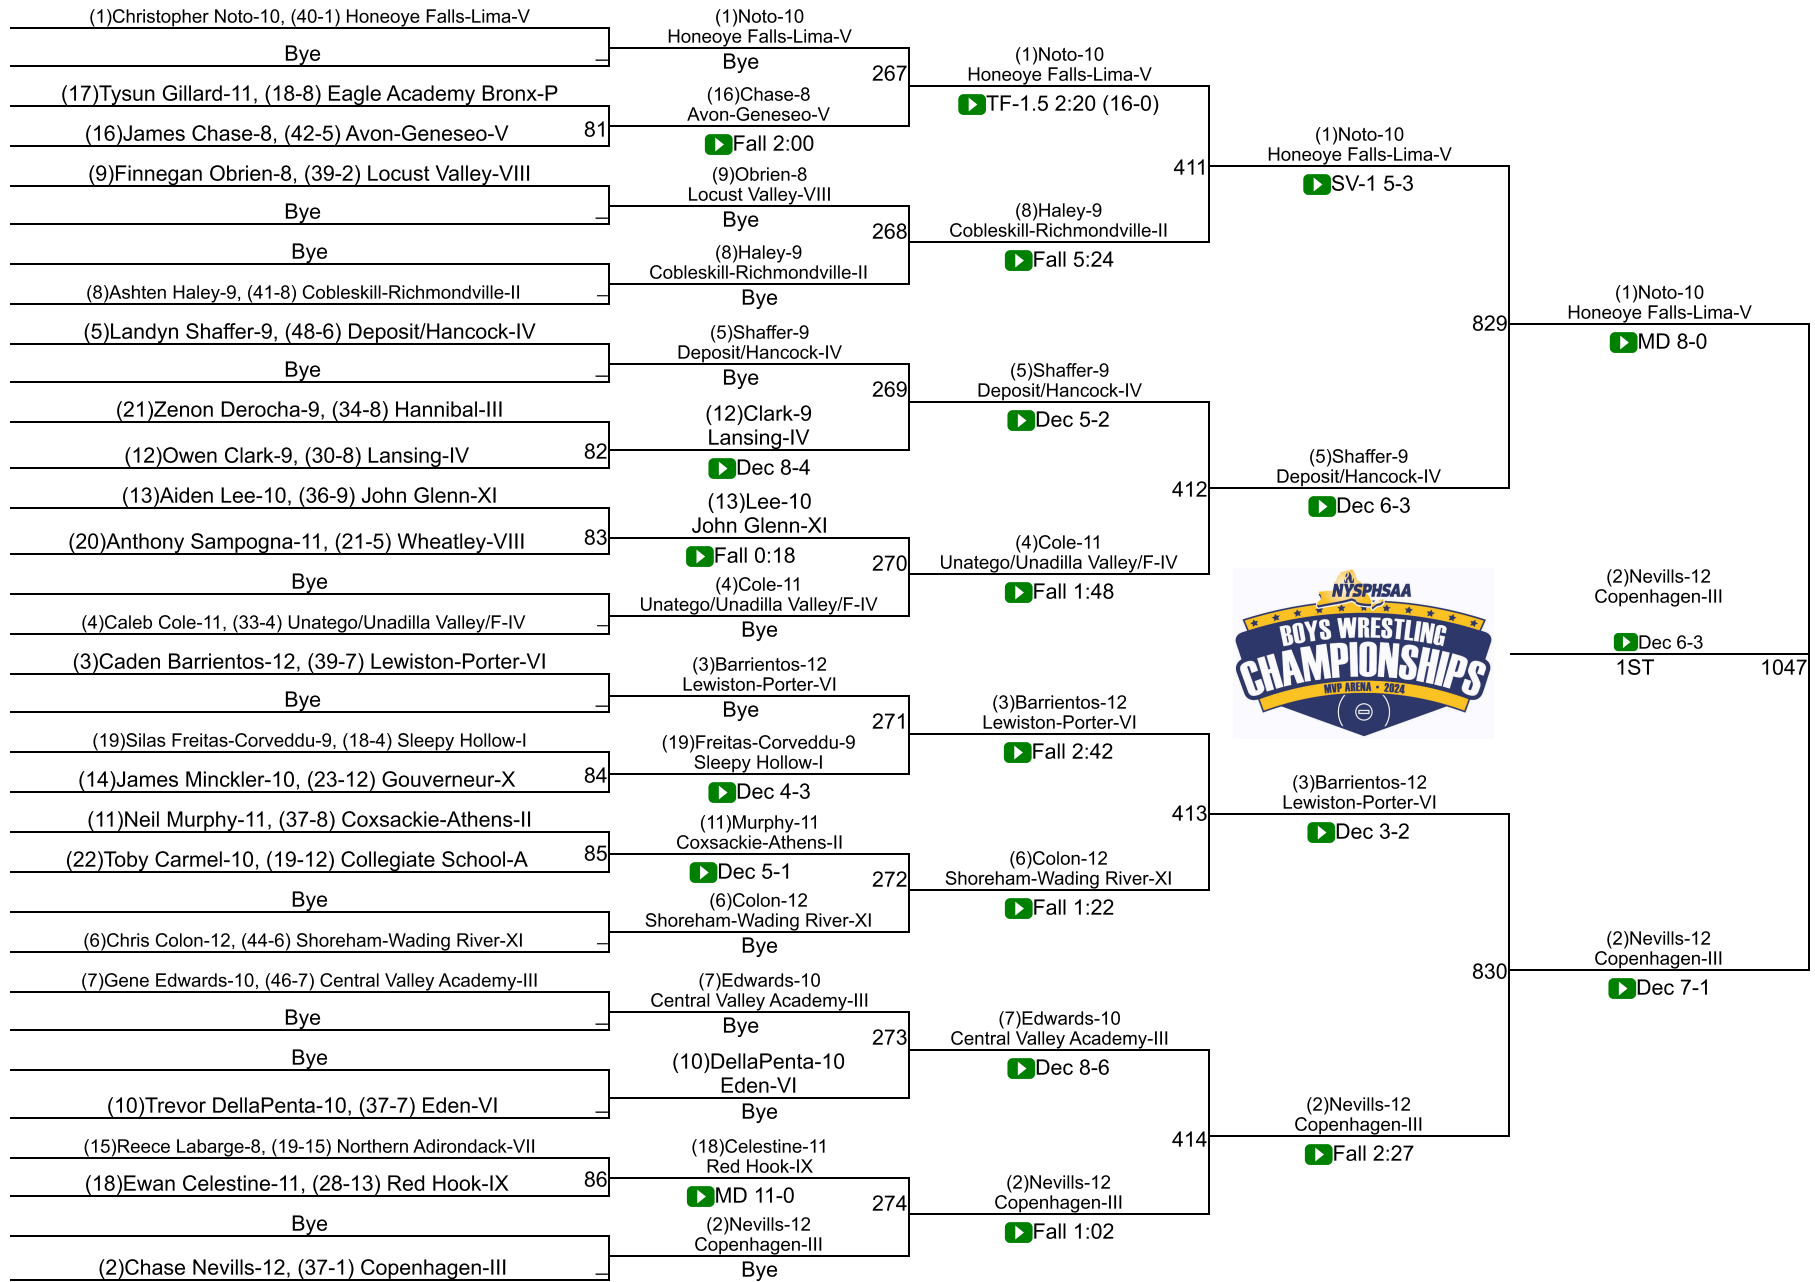 (1)Christopher Noto-10, (40-1) Honeoye Falls-Lima-V
Bye
(17)Tysun Gillard-11, (18-8) Eagle Academy Bronx-P
(16)James Chase-8, (42-5) Avon-Geneseo-V
81
(9)Finnegan Obrien-8, (39-2) Locust Valley-VIII
Bye
Bye
(8)Ashten Haley-9, (41-8) Cobleskill-Richmondville-II
(5)Landyn Shaffer-9, (48-6) Deposit/Hancock-IV
Bye
(21)Zenon Derocha-9, (34-8) Hannibal-III
(12)Owen Clark-9, (30-8) Lansing-IV
82
(13)Aiden Lee-10, (36-9) John Glenn-XI
(20)Anthony Sampogna-11, (21-5) Wheatley-VIII
83
Bye
(4)Caleb Cole-11, (33-4) Unatego/Unadilla Valley/F-IV
(3)Caden Barrientos-12, (39-7) Lewiston-Porter-VI
Bye
(19)Silas Freitas-Corveddu-9, (18-4) Sleepy Hollow-I
(14)James Minckler-10, (23-12) Gouverneur-X
84
(11)Neil Murphy-11, (37-8) Coxsackie-Athens-II
(22)Toby Carmel-10, (19-12) Collegiate School-A
85
Bye
(6)Chris Colon-12, (44-6) Shoreham-Wading River-XI
(7)Gene Edwards-10, (46-7) Central Valley Academy-III
Bye
Bye
(10)Trevor DellaPenta-10, (37-7) Eden-VI
(15)Reece Labarge-8, (19-15) Northern Adirondack-VII
(18)Ewan Celestine-11, (28-13) Red Hook-IX
86
Bye
(2)Chase Nevills-12, (37-1) Copenhagen-III
(1)Noto-10
Honeoye Falls-Lima-V
Bye
267
(16)Chase-8
Avon-Geneseo-V
Fall 2:00
(9)Obrien-8
Locust Valley-VIII
Bye
268
(8)Haley-9
Cobleskill-Richmondville-II
Bye
(5)Shaffer-9
Deposit/Hancock-IV
Bye
269
(12)Clark-9
Lansing-IV
Dec 8-4
(13)Lee-10
John Glenn-XI
Fall 0:18
270
(4)Cole-11
Unatego/Unadilla Valley/F-IV
Bye
(3)Barrientos-12
Lewiston-Porter-VI
Bye
271
(19)Freitas-Corveddu-9
Sleepy Hollow-I
Dec 4-3
(11)Murphy-11
Coxsackie-Athens-II
Dec 5-1
272
(6)Colon-12
Shoreham-Wading River-XI
Bye
(7)Edwards-10
Central Valley Academy-III
Bye
273
(10)DellaPenta-10
Eden-VI
Bye
(18)Celestine-11
Red Hook-IX
MD 11-0
274
(2)Nevills-12
Copenhagen-III
Bye
(1)Noto-10
Honeoye Falls-Lima-V
TF-1.5 2:20 (16-0)
411
(8)Haley-9
Cobleskill-Richmondville-II
Fall 5:24
(5)Shaffer-9
Deposit/Hancock-IV
Dec 5-2
412
(4)Cole-11
Unatego/Unadilla Valley/F-IV
Fall 1:48
(3)Barrientos-12
Lewiston-Porter-VI
Fall 2:42
413
(6)Colon-12
Shoreham-Wading River-XI
Fall 1:22
(7)Edwards-10
Central Valley Academy-III
Dec 8-6
414
(2)Nevills-12
Copenhagen-III
Fall 1:02
(1)Noto-10
Honeoye Falls-Lima-V
SV-1 5-3
829
(5)Shaffer-9
Deposit/Hancock-IV
Dec 6-3
NYSPHSAA
BOYS WRESTLING
CHAMPIONSHIPS
MVP ARENA • 2024
(3)Barrientos-12
Lewiston-Porter-VI
Dec 3-2
830
(2)Nevills-12
Copenhagen-III
Fall 2:27
(1)Noto-10
Honeoye Falls-Lima-V
MD 8-0
(2)Nevills-12
Copenhagen-III
Dec 6-3
1ST
1047
(2)Nevills-12
Copenhagen-III
Dec 7-1